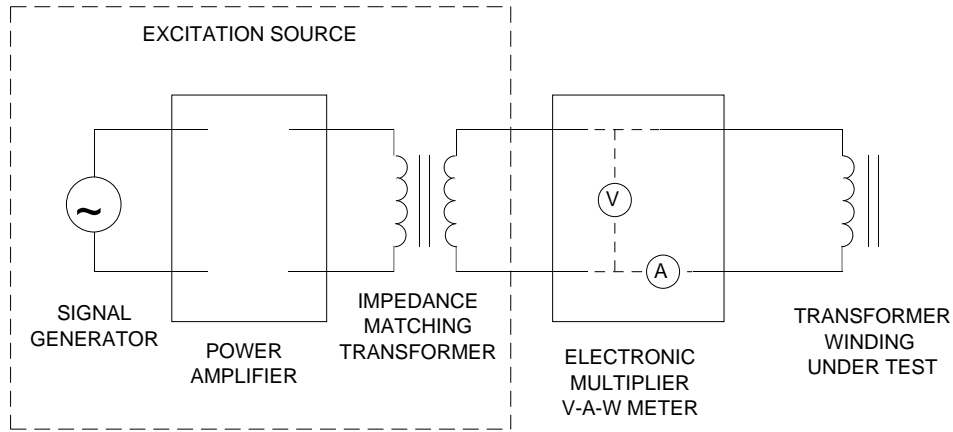 EXCITATION SOURCE
~
V
A
SIGNAL
GENERATOR
POWER
AMPLIFIER
IMPEDANCE
MATCHING
TRANSFORMER
ELECTRONIC
MULTIPLIER
V-A-W METER
TRANSFORMER
WINDING
UNDER TEST